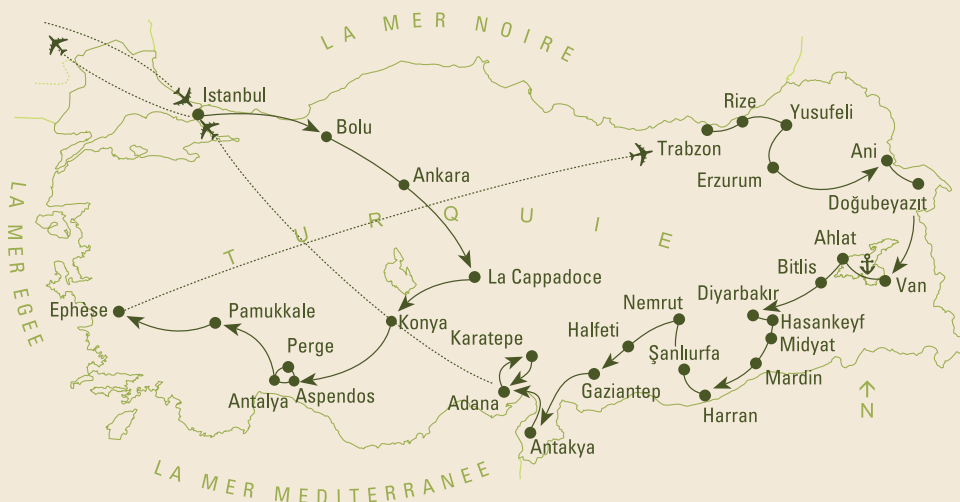 LA MER NOIRE
Istanbul
Bolu
Ankara
Rize
Yusufeli
Trabzon
Ani
Erzurum
Doğubeyazıt
LA MER EGÉE
TURQUIE
Ahlat
Bitlis
Van
La Cappadoce
Diyarbakır
Nemrut
Hasankeyf
Ephèse
Pamukkale
Konya
Karatepe
Halfeti
Midyat
Perge
Şanlıurfa
Mardin
Antalya
Aspendos
Adana
Gaziantep
Harran
N
Antakya
LA MER MEDITERRANEE